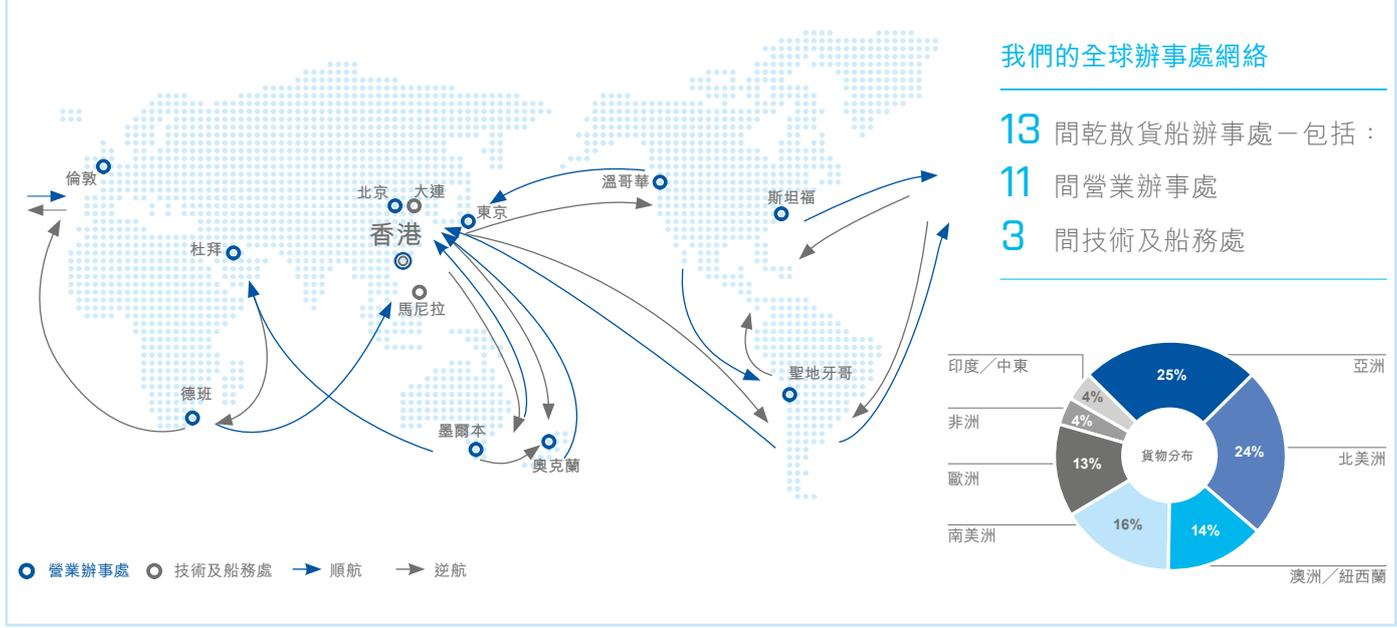 我們的全球辦事處網絡
13 間乾散貨船辦事處－包括：
11 間營業辦事處
3 間技術及船務處
倫敦
北京
大連
東京
香港
杜拜
馬尼拉
德班
墨爾本
奧克蘭
溫哥華
斯坦福
聖地牙哥
營業辦事處
技術及船務處
順航
逆航
印度／中東
非洲
歐洲
南美洲
亞洲
北美洲
澳洲／紐西蘭
貨物分布
25%
24%
14%
16%
13%
4%
4%